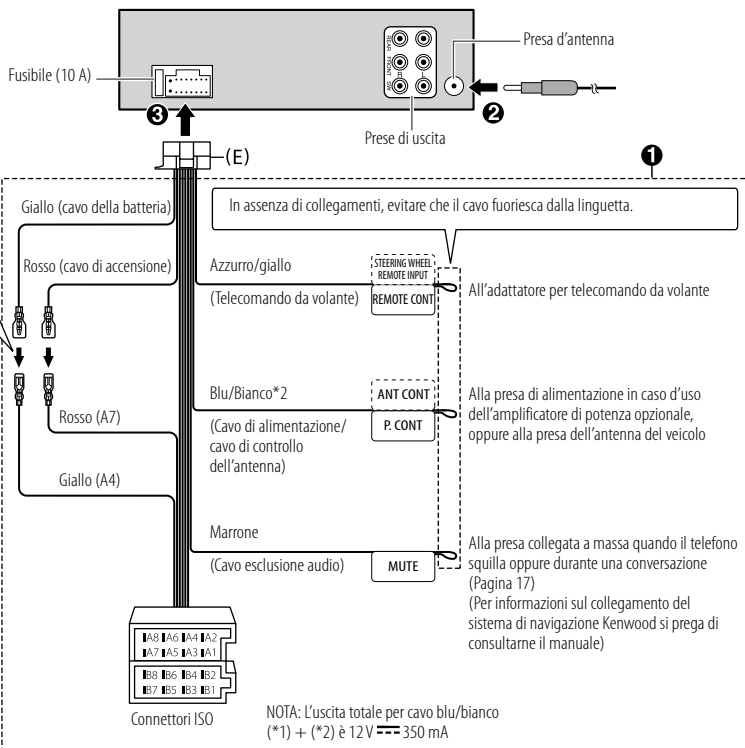 Presa d'antenna
Fusibile (10 A)
REAR
FRONT
SW
R
L
❸
❷
Prese di uscita
(E)
❶
Giallo (cavo della batteria)
In assenza di collegamenti, evitare che il cavo fuoriesca dalla linguetta.
Rosso (cavo di accensione)
Azzurro/giallo
(Telecomando da volante)
STEERING WHEEL
REMOTE INPUT
REMOTE CONT
All'adattatore per telecomando da volante
Blu/Bianco*2
(Cavo di alimentazione/
cavo di controllo
dell'antenna)
ANT CONT
P. CONT
Alla presa di alimentazione in caso d'uso
dell'amplificatore di potenza opzionale,
oppure alla presa dell'antenna del veicolo
Rosso (A7)
Giallo (A4)
Marrone
(Cavo esclusione audio)
MUTE
Alla presa collegata a massa quando il telefono
squilla oppure durante una conversazione
(Pagina 17)
(Per informazioni sul collegamento del
sistema di navigazione Kenwood si prega di
consultarne il manuale)
A8 A6 A4 A2
A7 A5 A3 A1
B8 B6 B4 B2
B7 B5 B3 B1
Connettori ISO
NOTA: L'uscita totale per cavo blu/bianco
(*1) + (*2) è 12 V ⎓ 350 mA